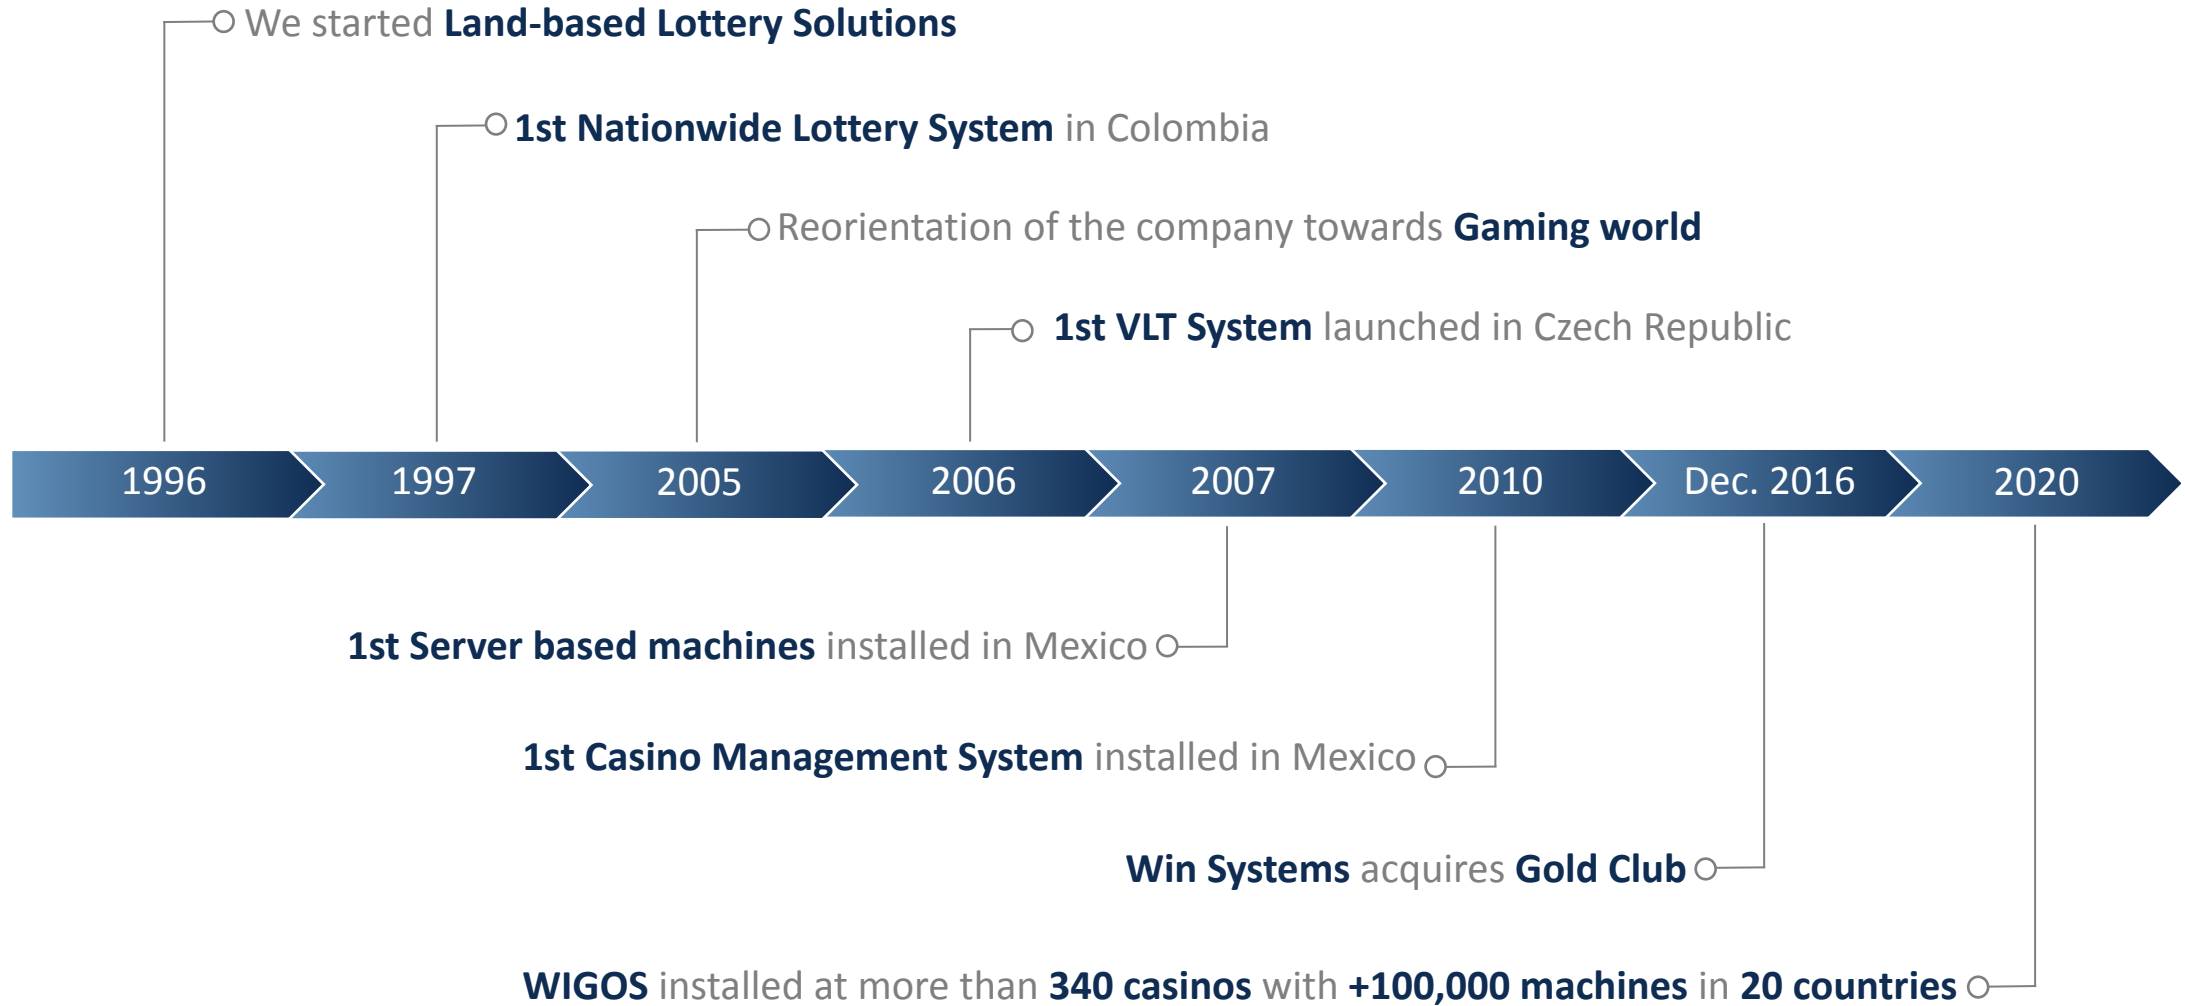 We started Land-based Lottery Solutions
1st Nationwide Lottery System in Colombia
Reorientation of the company towards Gaming world
1st VLT System launched in Czech Republic
1996
1997
2005
2006
2007
2010
Dec. 2016
2020
1st Server based machines installed in Mexico
1st Casino Management System installed in Mexico
Win Systems acquires Gold Club
WIGOS installed at more than 340 casinos with +100,000 machines in 20 countries